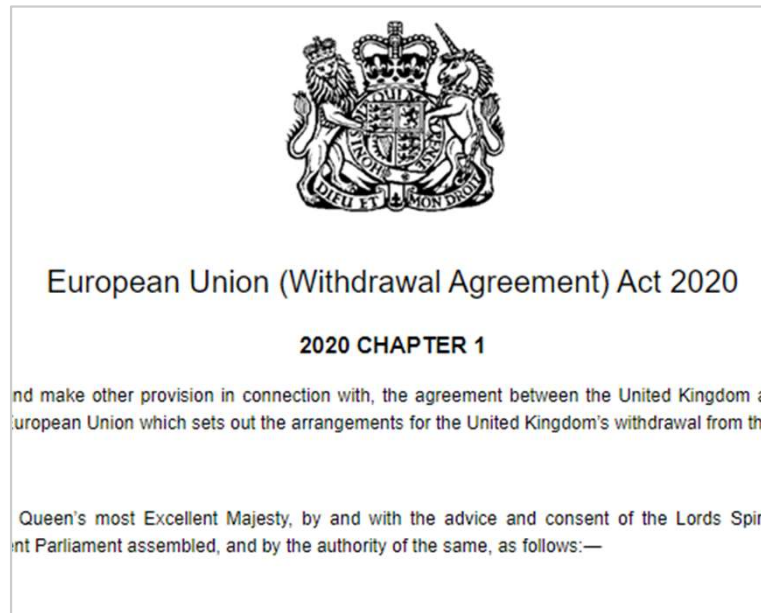 QUI
HONI S
PENSE
DIEU ET MON DROIT
European Union (Withdrawal Agreement) Act 2020
2020 CHAPTER 1
nd make other provision in connection with, the agreement between the United Kingdom a
uropean Union which sets out the arrangements for the United Kingdom’s withdrawal from th
Queen’s most Excellent Majesty, by and with the advice and consent of the Lords Spir
nt Parliament assembled, and by the authority of the same, as follows:—